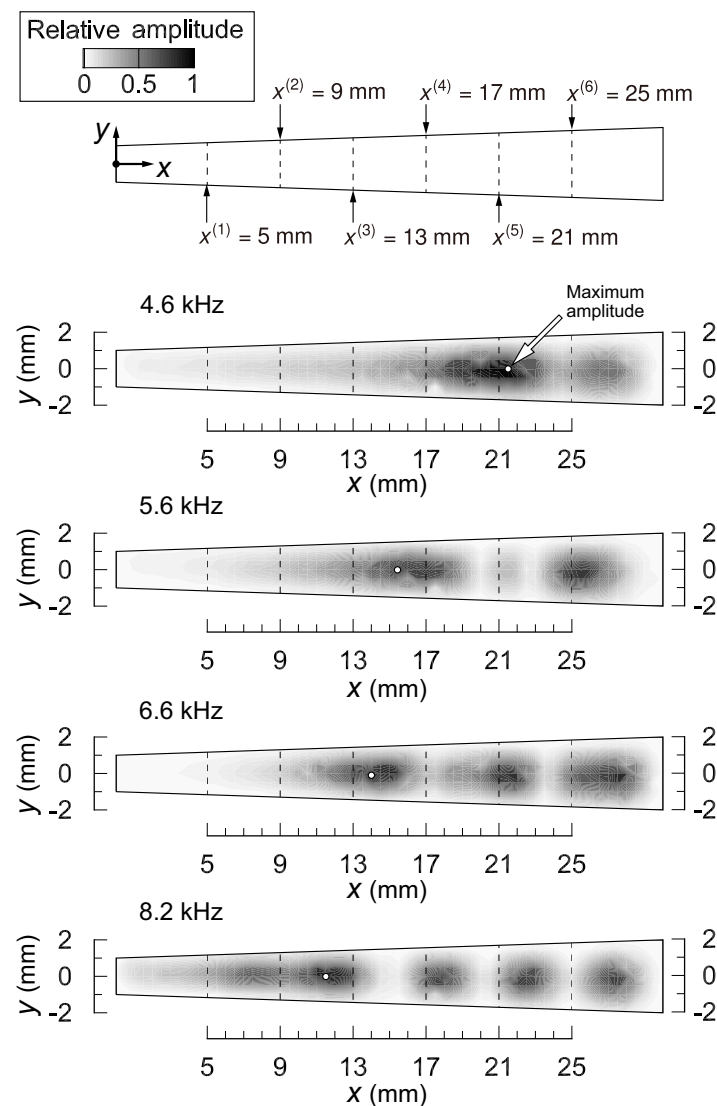 Relative amplitude
0 0.5 1
x(2) = 9 mm x(4) = 17 mm x(6) = 25 mm
y
x
x(1) = 5 mm x(3) = 13 mm x(5) = 21 mm
4.6 kHz
Maximum
amplitude
y (mm)
2 2
0 0
-2 -2
5 9 13 17 21 25
x (mm)
5.6 kHz
y (mm)
2 2
0 0
-2 -2
5 9 13 17 21 25
x (mm)
6.6 kHz
y (mm)
2 2
0 0
-2 -2
5 9 13 17 21 25
x (mm)
8.2 kHz
y (mm)
2 2
0 0
-2 -2
5 9 13 17 21 25
x (mm)